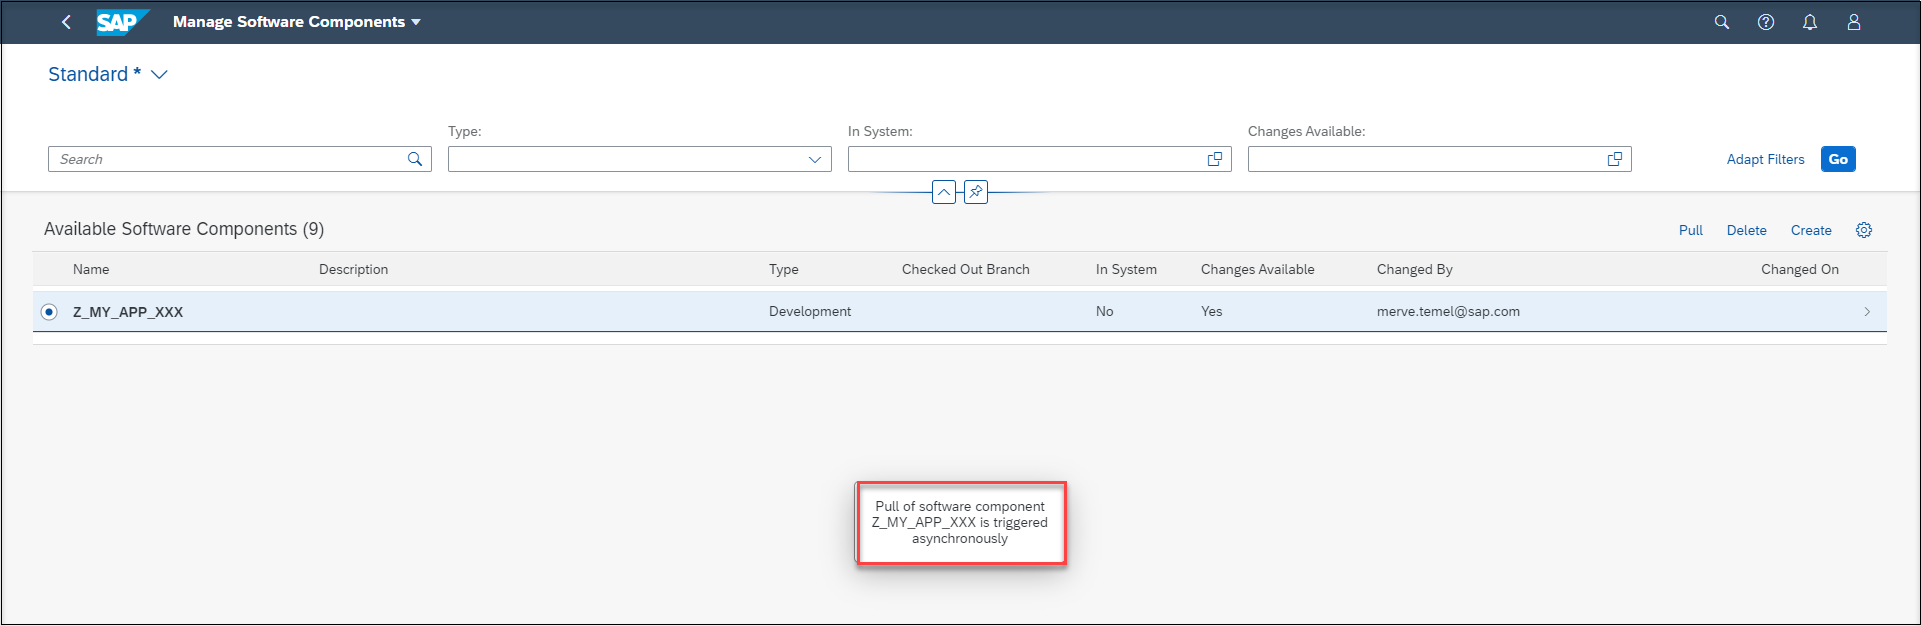 SAP Manage Software Components
Standard *
Type: In System: Changes Available:
Search Adapt Filters Go
Available Software Components (9) Pull Delete Create
Name Description Type Checked Out Branch In System Changes Available Changed By Changed On
Z_MY_APP_XXX Development No Yes merve.temel@sap.com
Pull of software component
Z_MY_APP_XXX is triggered
asynchronously